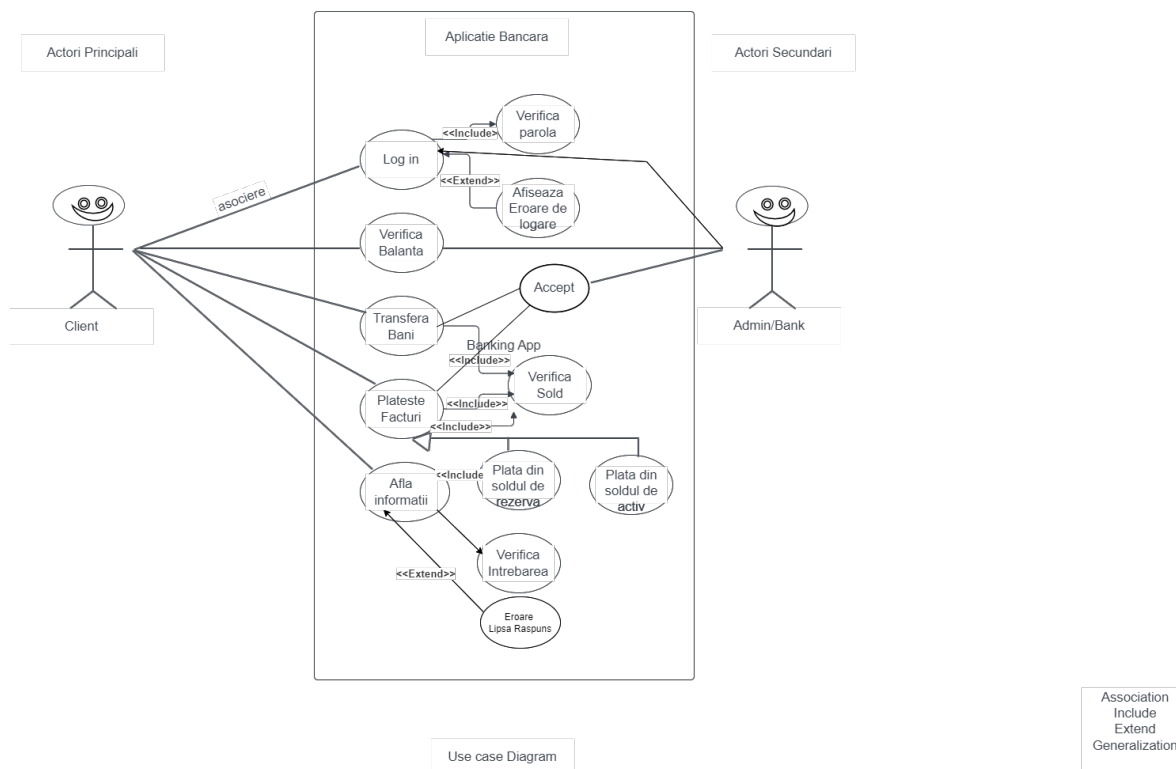 Actori Principali
Aplicatie Bancara
Actori Secundari
Verifica
parola
<<Include>
Log in
<<Extend>>
Afiseaza
Eroare de
logare
asociere
Verifica
Balanta
Accept
Client
Transfera
Bani
Admin/Bank
Banking App
<<Include>>
Verifica
Sold
Plateste
Facturi
<<Include>>
<<Include>>
<<Include
Plata din
soldul de
rezerva
Plata din
soldul de
activ
Afla
informatii
Verifica
Intrebarea
<<Extend>>
Eroare
Lipsa Raspuns
Association
Include
Extend
Generalization
Use case Diagram